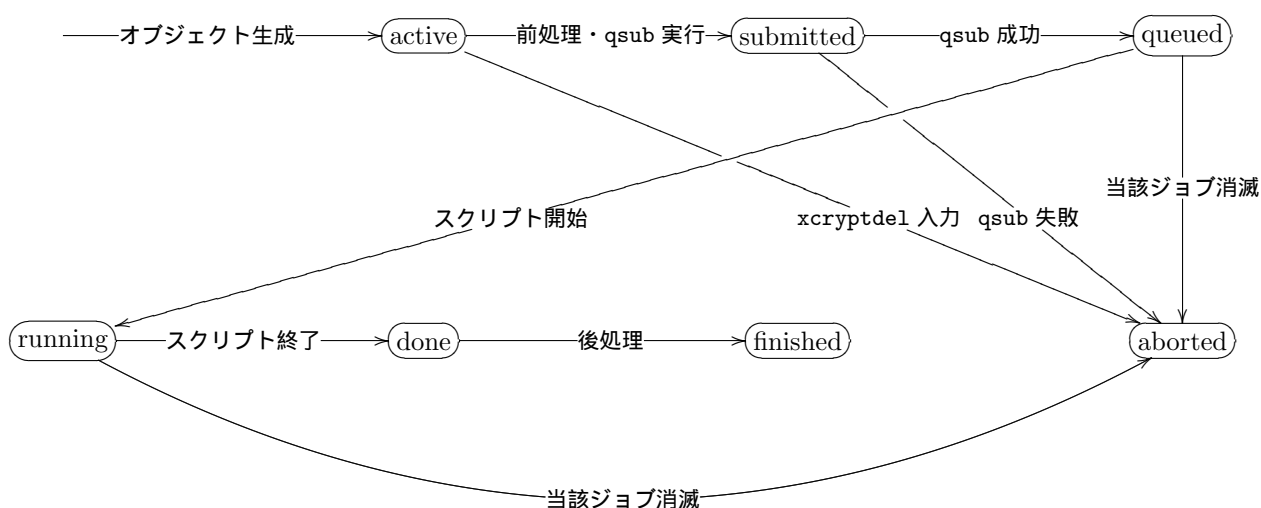 オブジェクト生成 active 前処理・qsub 実行 submitted qsub 成功 queued
当該ジョブ消滅
スクリプト開始 xcryptdel 入力 qsub 失敗
running スクリプト終了 done 後処理 finished aborted
当該ジョブ消滅